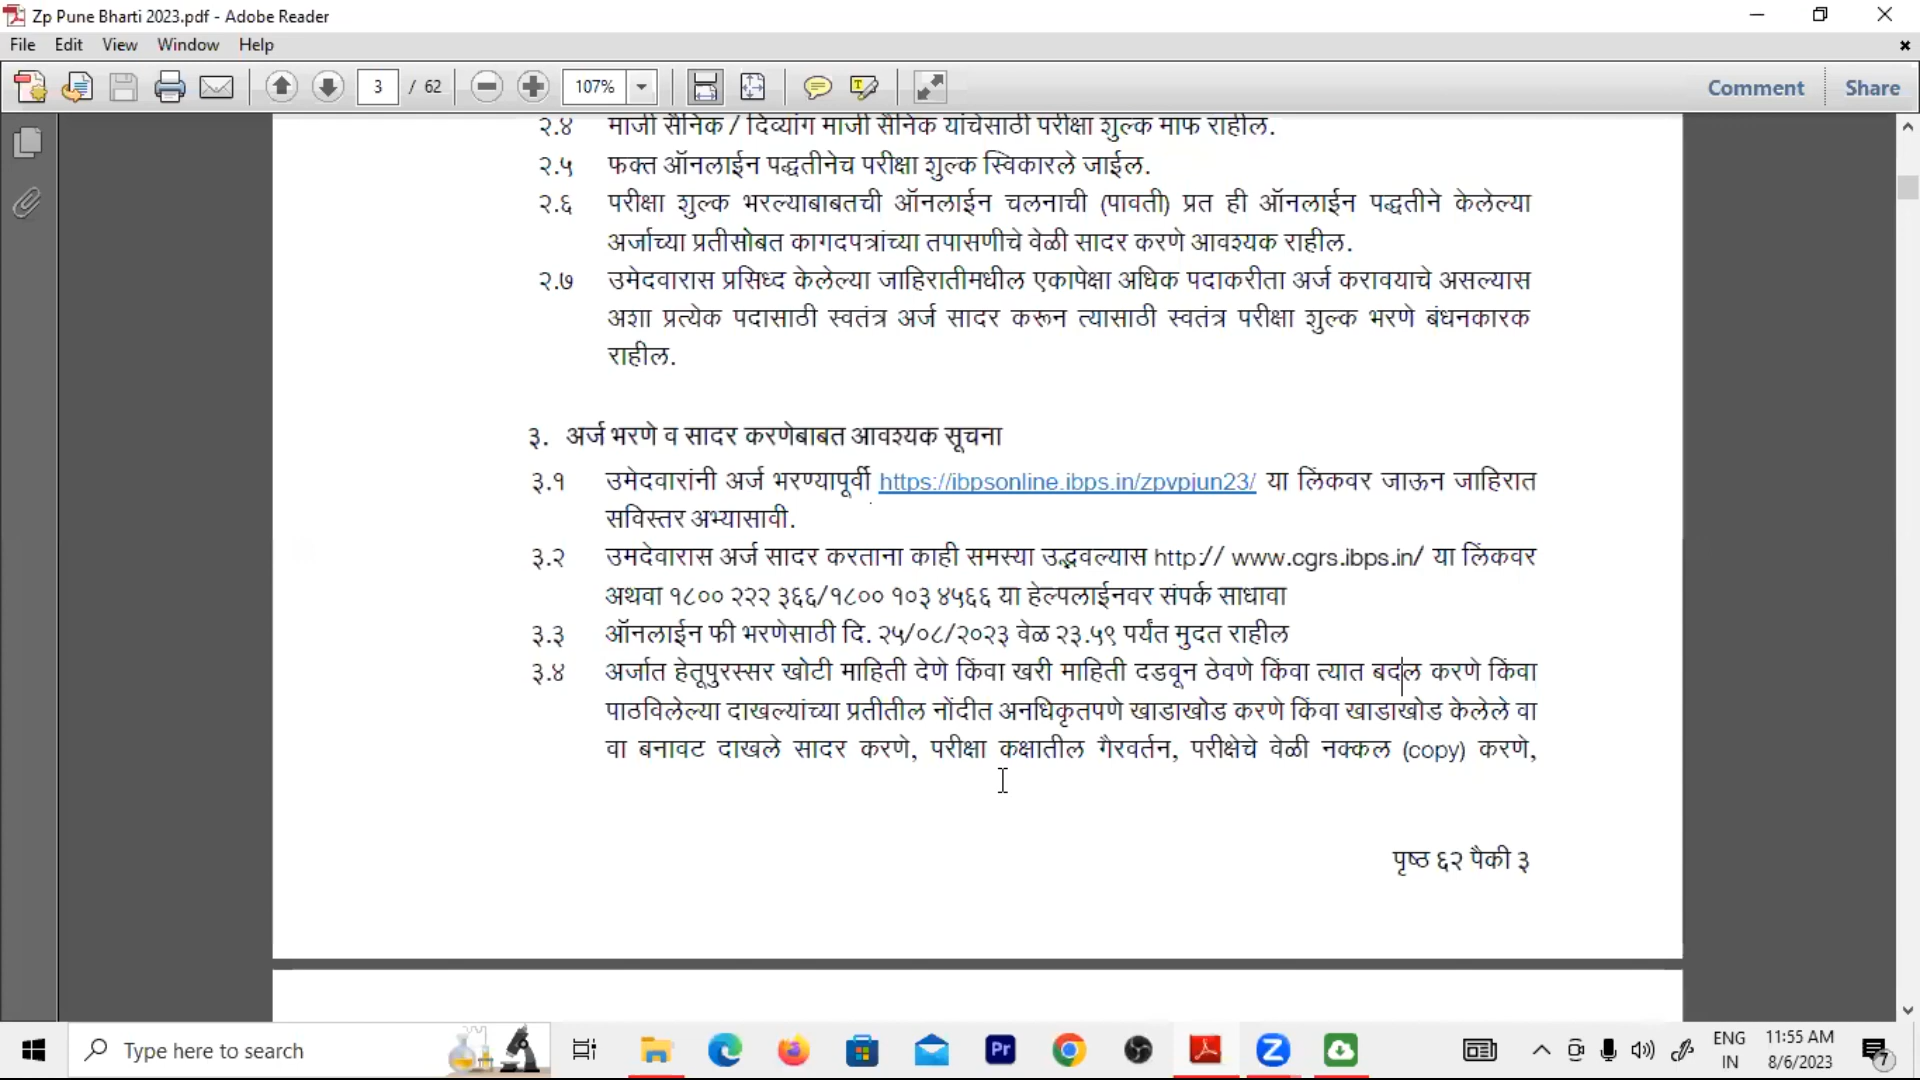 Zp Pune Bharti 2023.pdf - Adobe Reader
File Edit View Window Help
3 / 62 107% Comment Share
२.४ माजी सैनिक / दिव्यांग माजी सैनिक यांचेसाठी परीक्षा शुल्क माफ राहील.
२.५ फक्त ऑनलाईन पद्धतीनेच परीक्षा शुल्क स्विकारले जाईल.
२.६ परीक्षा शुल्क भरल्याबाबतची ऑनलाईन चलनाची (पावती) प्रत ही ऑनलाईन पद्धतीने केलेल्या
अर्जाच्या प्रतीसोबत कागदपत्रांच्या तपासणीचे वेळी सादर करणे आवश्यक राहील.
२.७ उमेदवारास प्रसिध्द केलेल्या जाहिरातीमधील एकापेक्षा अधिक पदाकरीता अर्ज करावयाचे असल्यास
अशा प्रत्येक पदासाठी स्वतंत्र अर्ज सादर करून त्यासाठी स्वतंत्र परीक्षा शुल्क भरणे बंधनकारक
राहील.
३. अर्ज भरणे व सादर करणेबाबत आवश्यक सूचना
३.१ उमेदवारांनी अर्ज भरण्यापूर्वी https://ibpsonline.ibps.in/zpvpjun23/ या लिंकवर जाऊन जाहिरात
सविस्तर अभ्यासावी.
३.२ उमदेवारास अर्ज सादर करताना काही समस्या उद्भवल्यास http:// www.cgrs.ibps.in/ या लिंकवर
अथवा १८०० २२२ ३६६/१८०० १०३ ४५६६ या हेल्पलाईनवर संपर्क साधावा
३.३ ऑनलाईन फी भरणेसाठी दि. २५/०८/२०२३ वेळ २३.५९ पर्यंत मुदत राहील
३.४ अर्जात हेतूपुरस्सर खोटी माहिती देणे किंवा खरी माहिती दडवून ठेवणे किंवा त्यात बदल करणे किंवा
पाठविलेल्या दाखल्यांच्या प्रतीतील नोंदीत अनधिकृतपणे खाडाखोड करणे किंवा खाडाखोड केलेले वा
वा बनावट दाखले सादर करणे, परीक्षा कक्षातील गैरवर्तन, परीक्षेचे वेळी नक्कल (copy) करणे,
पृष्ठ ६२ पैकी ३
Type here to search
Pr
ENG
IN
11:55 AM
8/6/2023
7